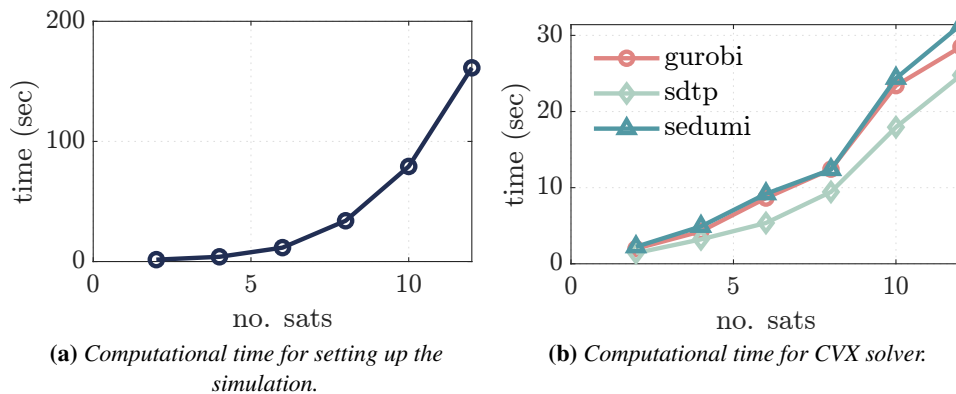 200
100
0
time (sec)
0
5
10
no. sats
(a) Computational time for setting up the
simulation.
30
20
10
0
time (sec)
gurobi
sdtp
sedumi
0
5
10
no. sats
(b) Computational time for CVX solver.